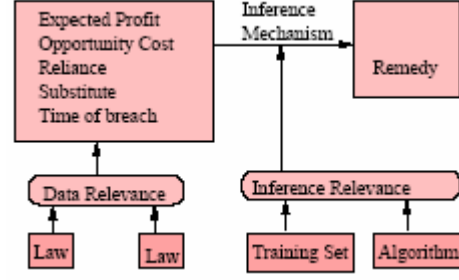 Expected Profit
Opportunity Cost
Reliance
Substitute
Time of breach
Inference
Mechanism
Remedy
Data Relevance
Inference Relevance
Law
Law
Training Set
Algorithm